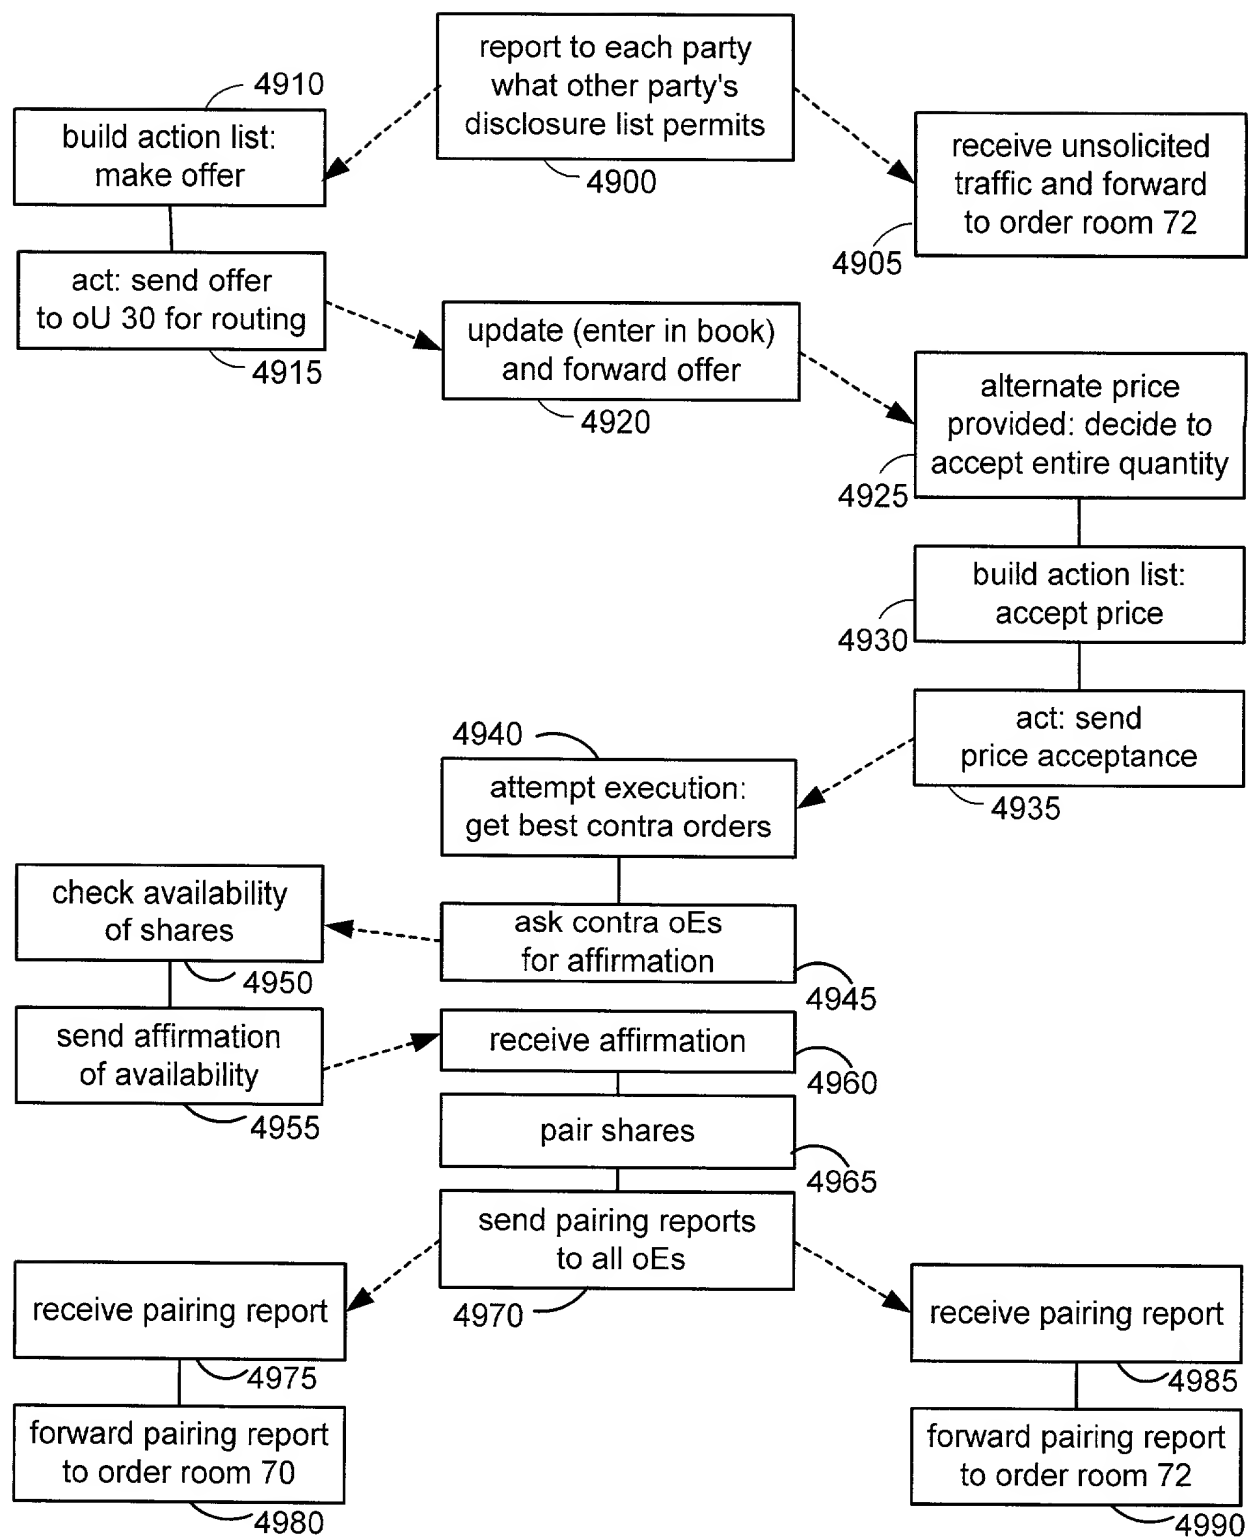 report to each party
what other party's
disclosure list permits
4900
4910
build action list:
make offer
receive unsolicited
traffic and forward
to order room 72
4905
act: send offer
to oU 30 for routing
4915
update (enter in book)
and forward offer
4920
alternate price
provided: decide to
accept entire quantity
4925
build action list:
accept price
4930
act: send
price acceptance
4935
4940
attempt execution:
get best contra orders
ask contra oEs
for affirmation
4945
check availability
of shares
4950
send affirmation
of availability
4955
receive affirmation
4960
pair shares
4965
send pairing reports
to all oEs
4970
receive pairing report
4975
forward pairing report
to order room 70
4980
receive pairing report
4985
forward pairing report
to order room 72
4990